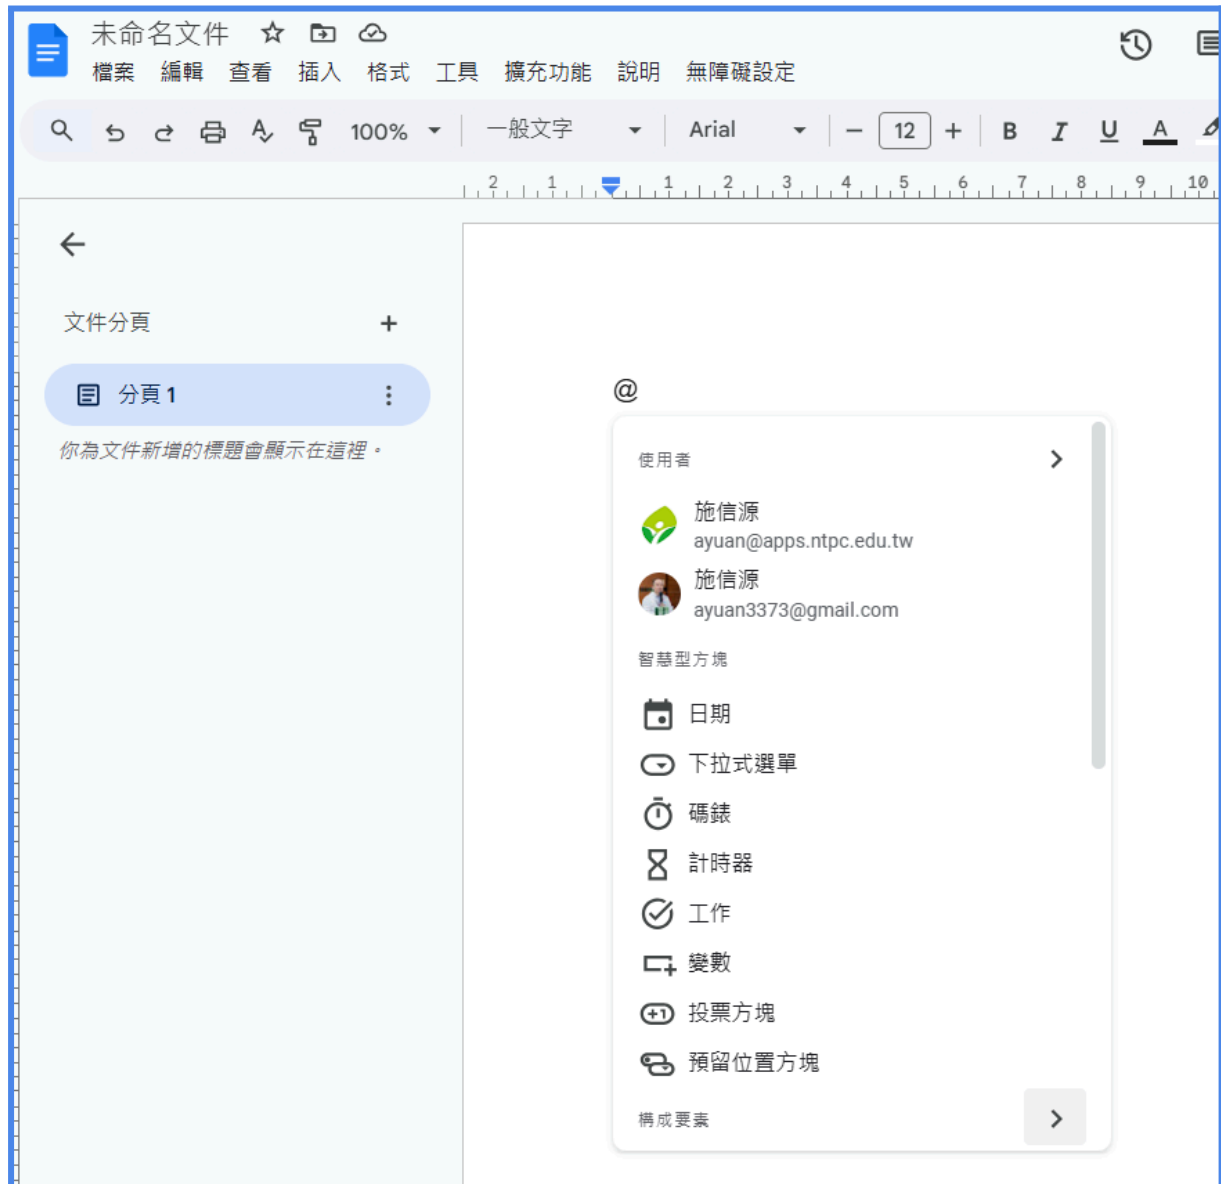 未命名文件
檔案 編輯 查看 插入 格式 工具 擴充功能 說明 無障礙設定
100% 一般文字 Arial − 12 + B I U A
2 1 1 2 3 4 5 6 7 8 9 10
文件分頁 +
分頁 1
你為文件新增的標題會顯示在這裡。
@
使用者
施信源
ayuan@apps.ntpc.edu.tw
施信源
ayuan3373@gmail.com
智慧型方塊
日期
下拉式選單
碼錶
計時器
工作
變數
+1 投票方塊
預留位置方塊
構成要素